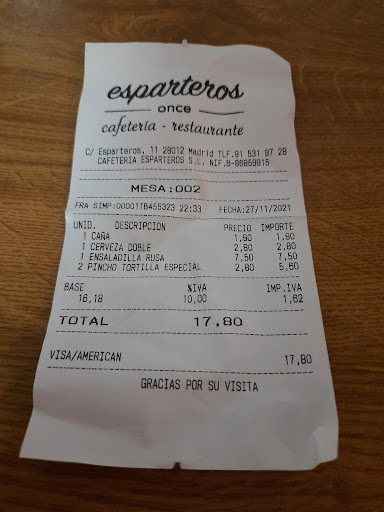 esparteros
once
cafetería - restaurante
C/ Esparteros, 11 28012 Madrid TLF.91 531 97 28
CAFETERIA ESPARTEROS S.L. NIF.B-86859915
MESA:002
FRA SIMP:00001TB455323 22:33 FECHA:27/11/2021
UNID. DESCRIPCION PRECIO IMPORTE
1 CAÑA 1,90 1,90
1 CERVEZA DOBLE 2,80 2,80
1 ENSALADILLA RUSA 7,50 7,50
2 PINCHO TORTILLA ESPECIAL 2,80 5,60
BASE %IVA IMP.IVA
16,18 10,00 1,62
TOTAL 17,80
VISA/AMERICAN 17,80
GRACIAS POR SU VISITA